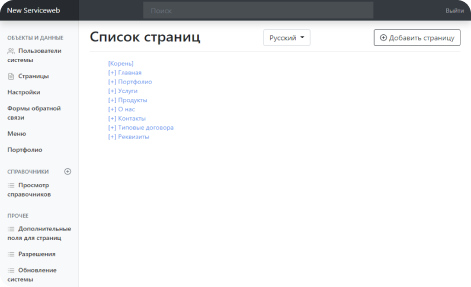 New Serviceweb
Поиск
Выйти
ОБЪЕКТЫ И ДАННЫЕ
Пользователи
системы
Страницы
Настройки
Формы обратной
связи
Меню
Портфолио
СПРАВОЧНИКИ
Просмотр
справочников
ПРОЧЕЕ
Дополнительные
поля для страниц
Разрешения
Обновление
системы
Список страниц
Русский
Добавить страницу
[Корень]
[+] Главная
[+] Портфолио
[+] Услуги
[+] Продукты
[+] О нас
[+] Контакты
[+] Типовые договора
[+] Реквизиты